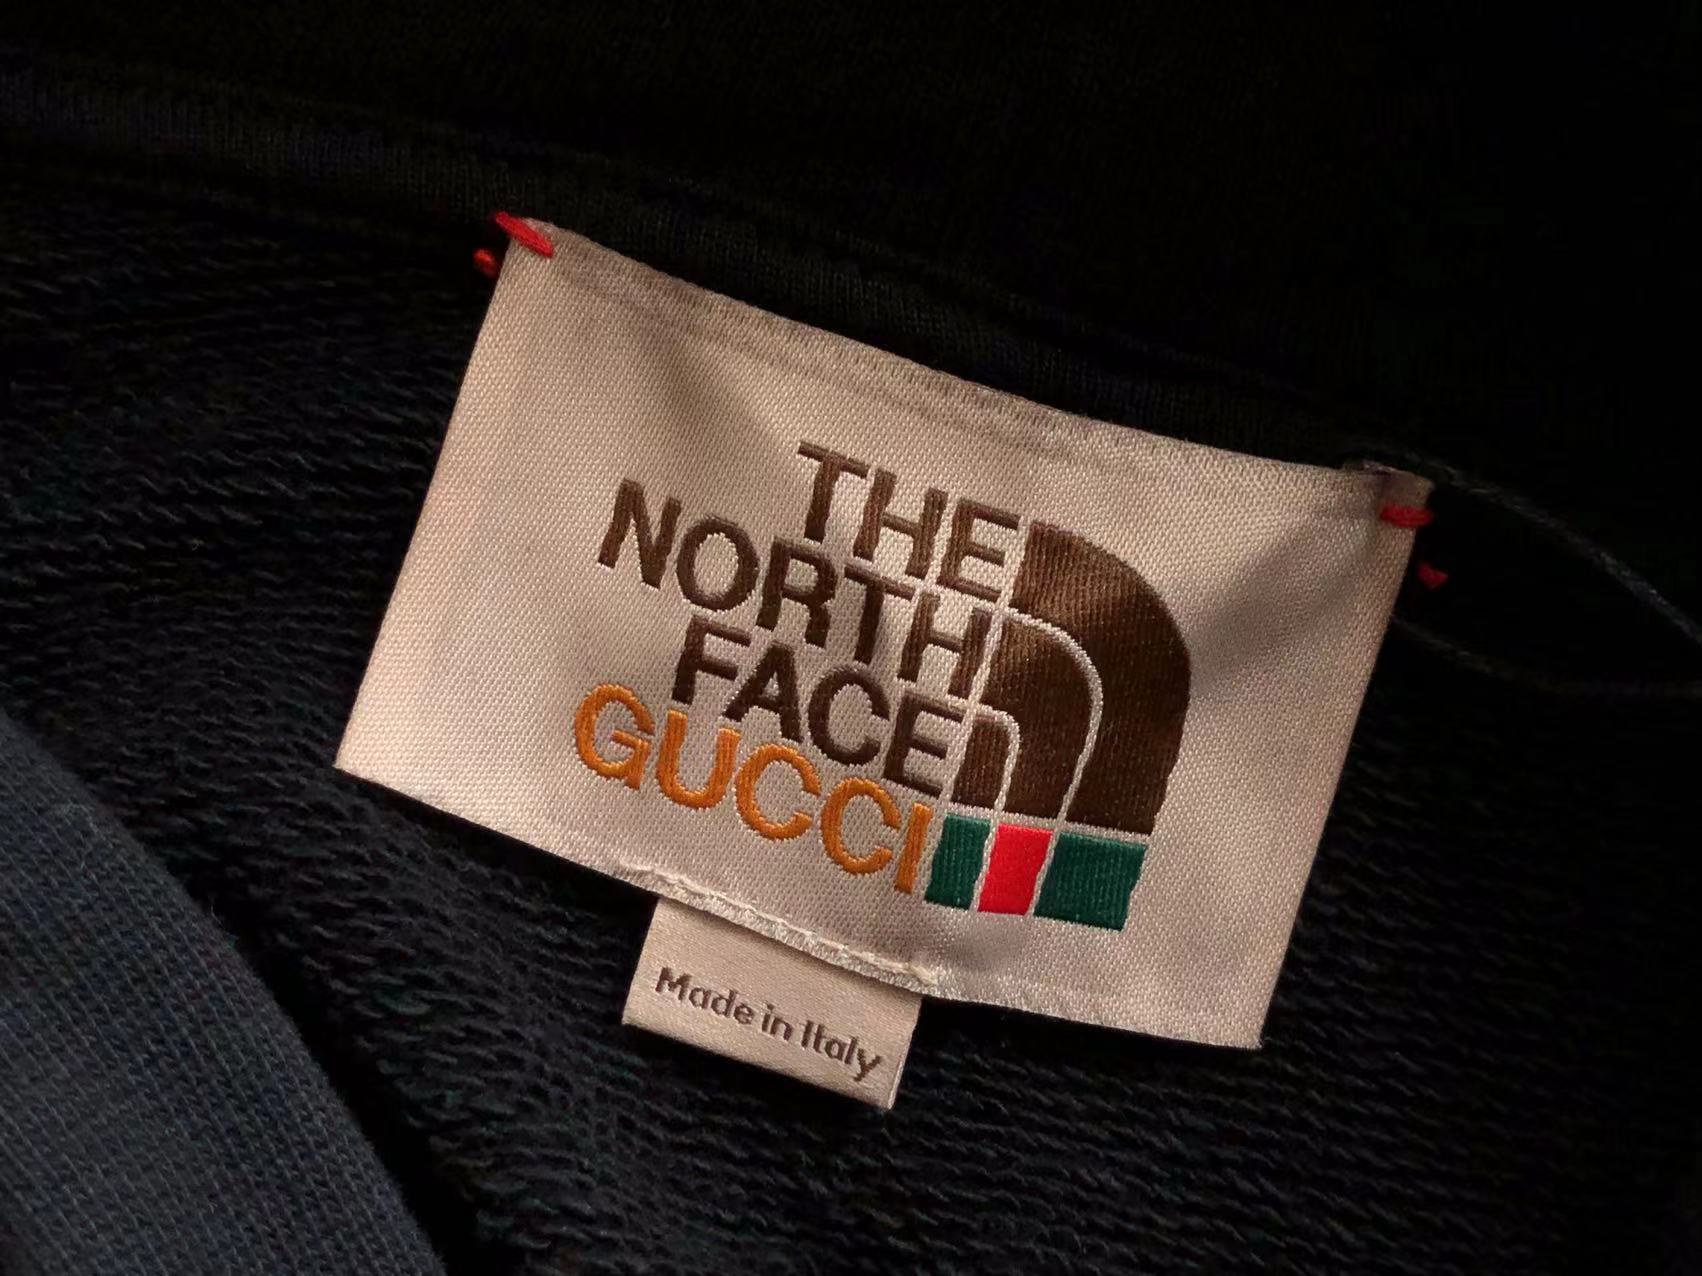 THE
NORTH
FACE
GUCCI
Made in Italy